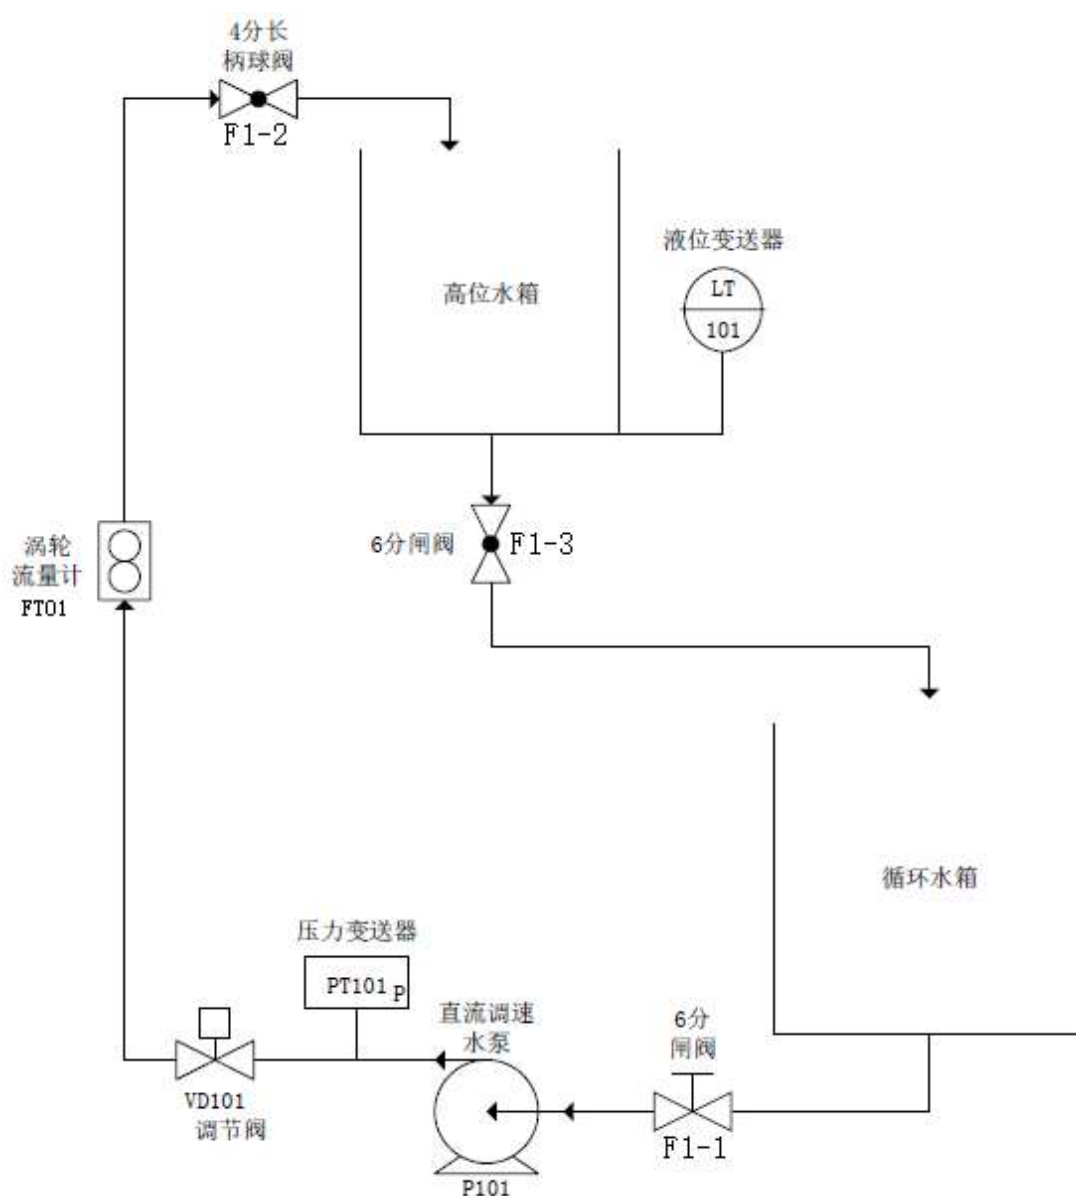 4分长
柄球阀
F1-2
液位变送器
LT
101
高位水箱
6分闸阀
F1-3
涡轮
流量计
FT01
循环水箱
压力变送器
PT101 P
直流调速
水泵
6分
闸阀
VD101
调节阀
F1-1
P101